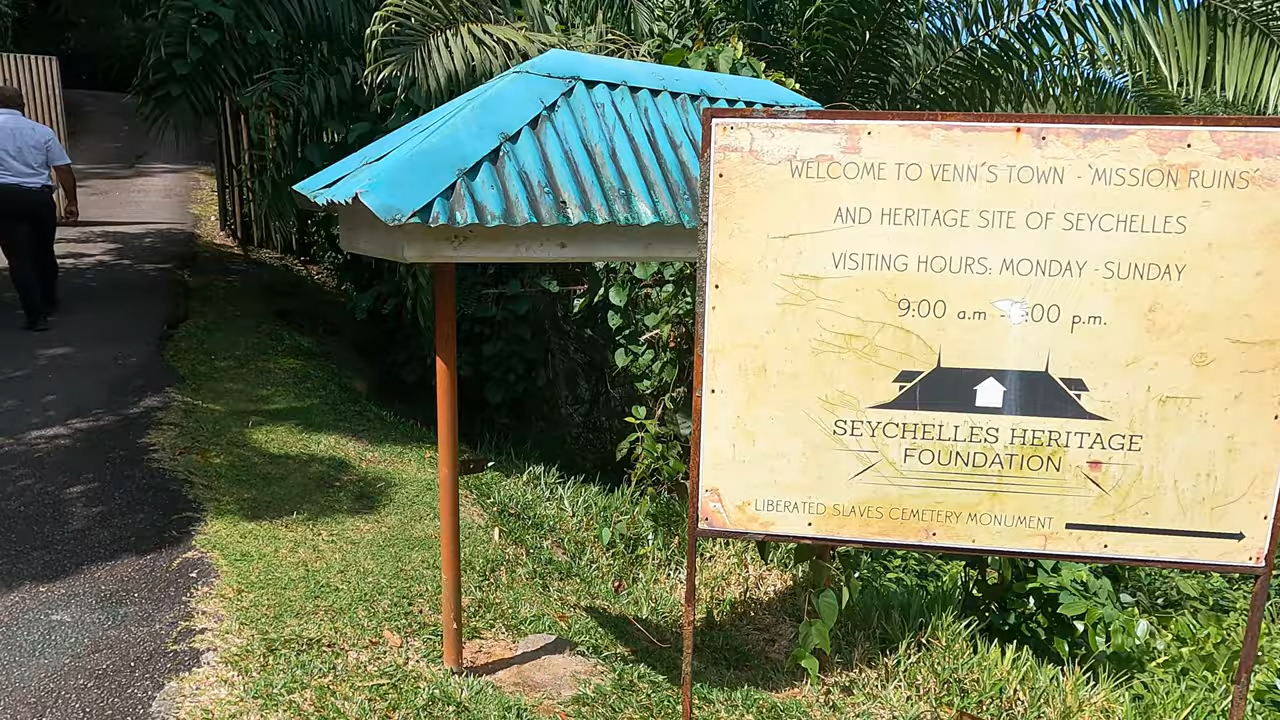 WELCOME TO VENN'S TOWN - 'MISSION RUINS'
AND HERITAGE SITE OF SEYCHELLES
VISITING HOURS: MONDAY - SUNDAY
9:00 a.m - :00 p.m.
SEYCHELLES HERITAGE
FOUNDATION
LIBERATED SLAVES CEMETERY MONUMENT